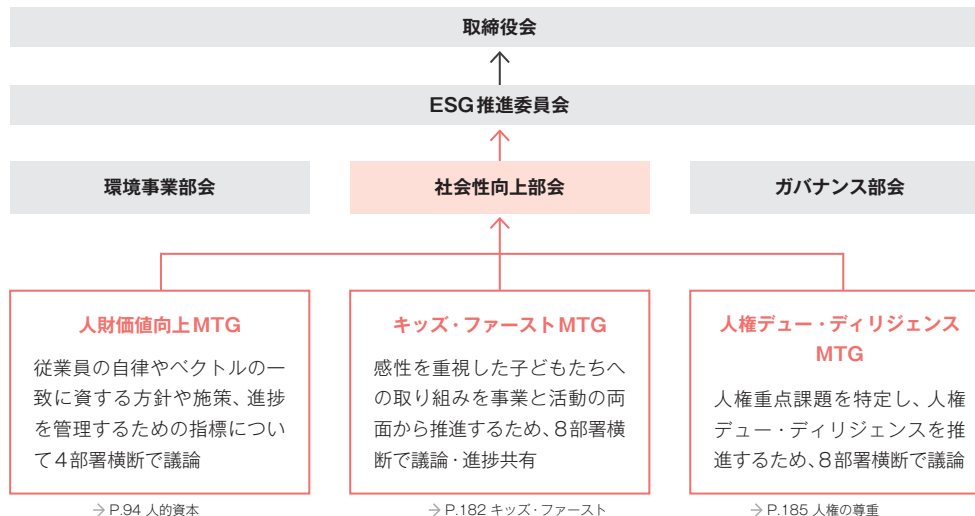 取締役会
ESG推進委員会
環境事業部会
社会性向上部会
ガバナンス部会
人財価値向上MTG
従業員の自律やベクトルの一
致に資する方針や施策、進捗
を管理するための指標につい
て4部署横断で議論
→ P.94 人的資本
キッズ・ファーストMTG
感性を重視した子どもたちへ
の取り組みを事業と活動の両
面から推進するため、8部署横
断で議論・進捗共有
→ P.182 キッズ・ファースト
人権デュー・ディリジェンス
MTG
人権重点課題を特定し、人権
デュー・ディリジェンスを推
進するため、8部署横断で議論
→ P.185 人権の尊重